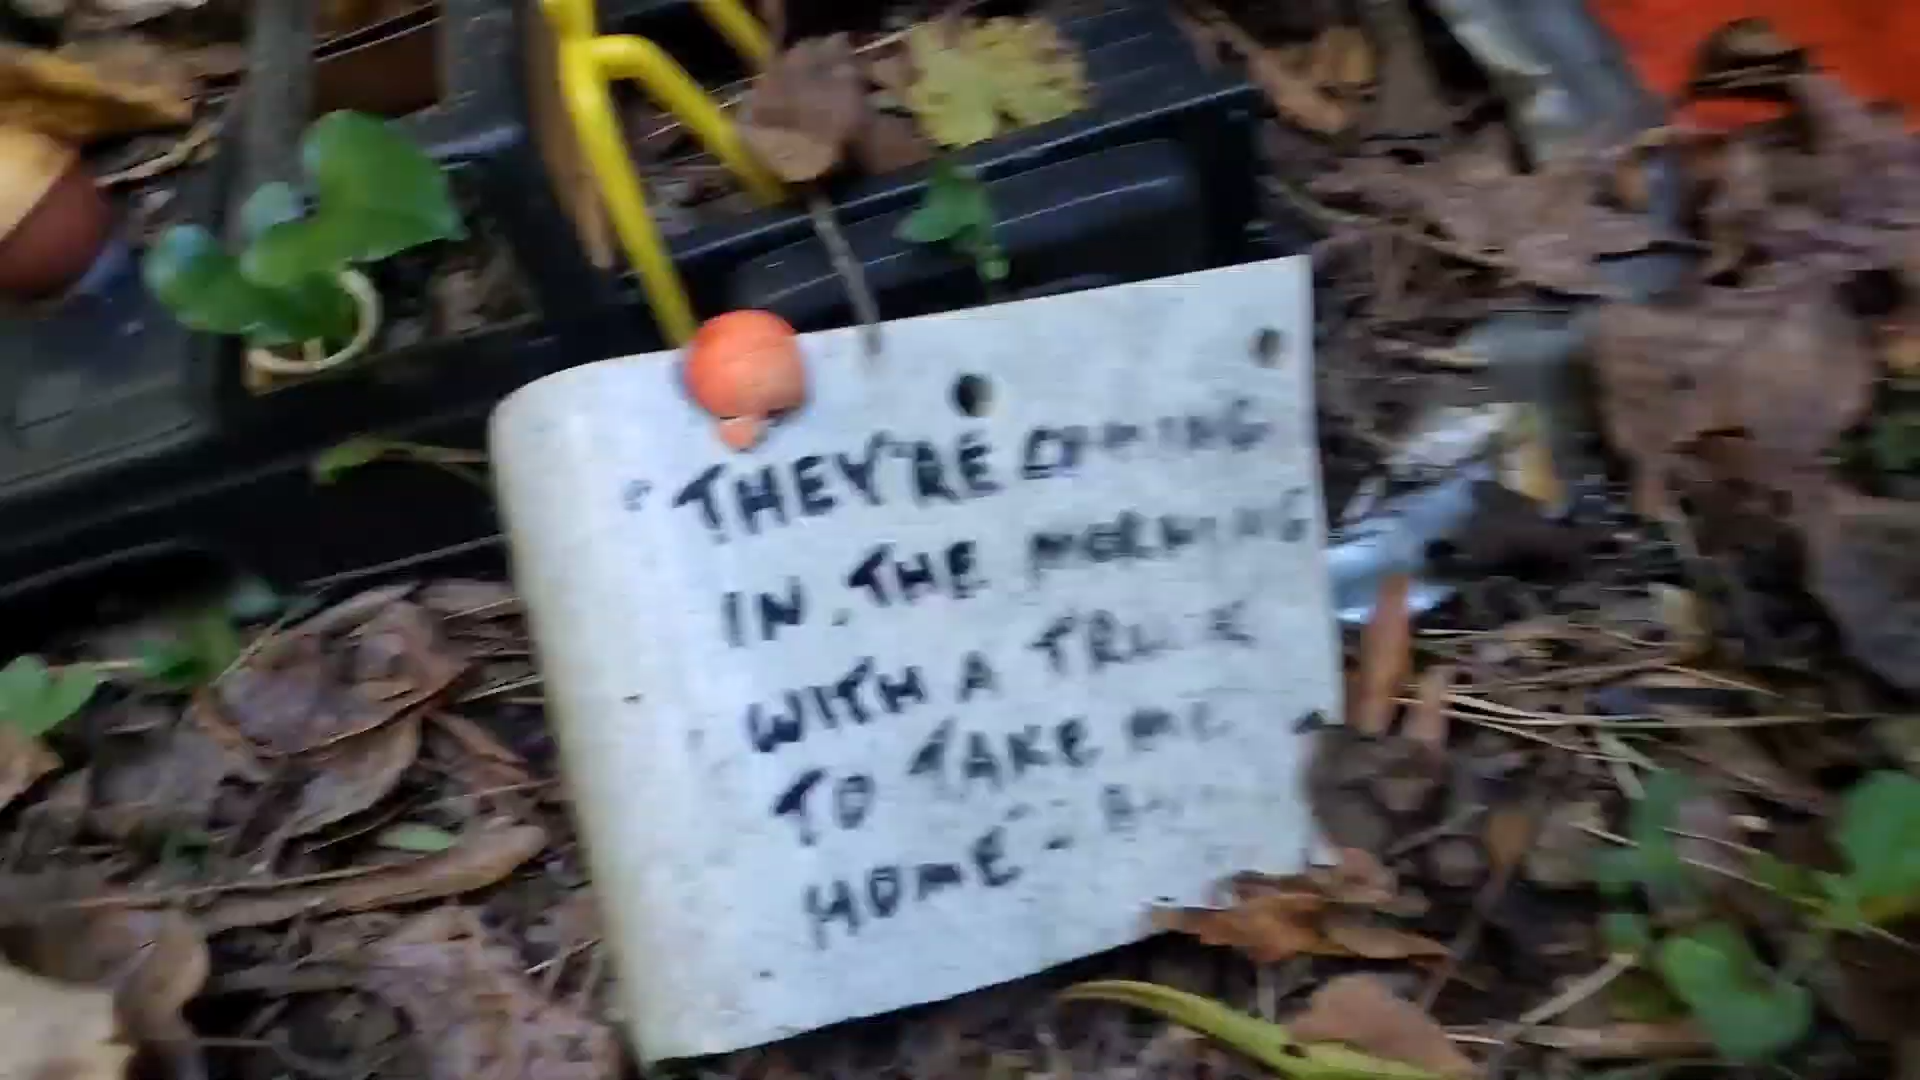 "THEY'RE COMING
IN THE MORNING
WITH A TRUCK
TO TAKE ME
HOME"